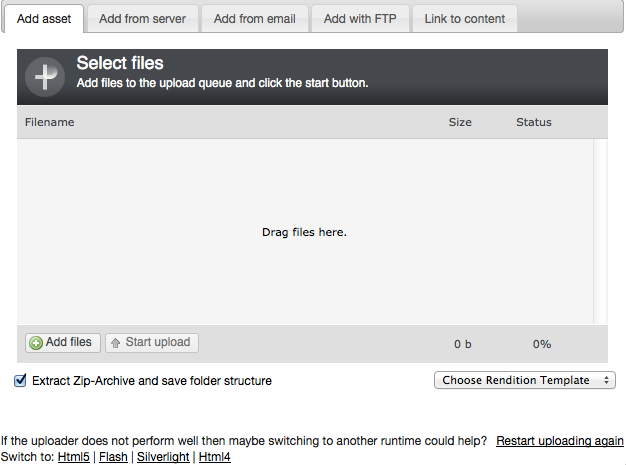 Add asset Add from server Add from email Add with FTP Link to content
Select files
Add files to the upload queue and click the start button.
Filename Size Status
Drag files here.
Add files Start upload 0 b 0%
Extract Zip-Archive and save folder structure Choose Rendition Template
If the uploader does not perform well then maybe switching to another runtime could help? Restart uploading again
Switch to: Html5 | Flash | Silverlight | Html4